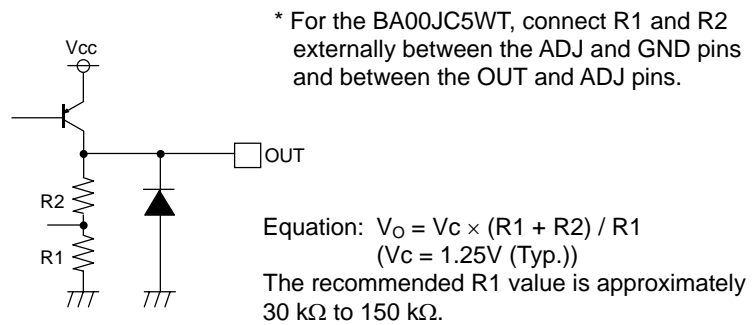 * For the BA00JC5WT, connect R1 and R2
externally between the ADJ and GND pins
and between the OUT and ADJ pins.
Vcc
OUT
R2
R1
Equation: VO = Vc × (R1 + R2) / R1
(Vc = 1.25V (Typ.))
The recommended R1 value is approximately
30 kΩ to 150 kΩ.